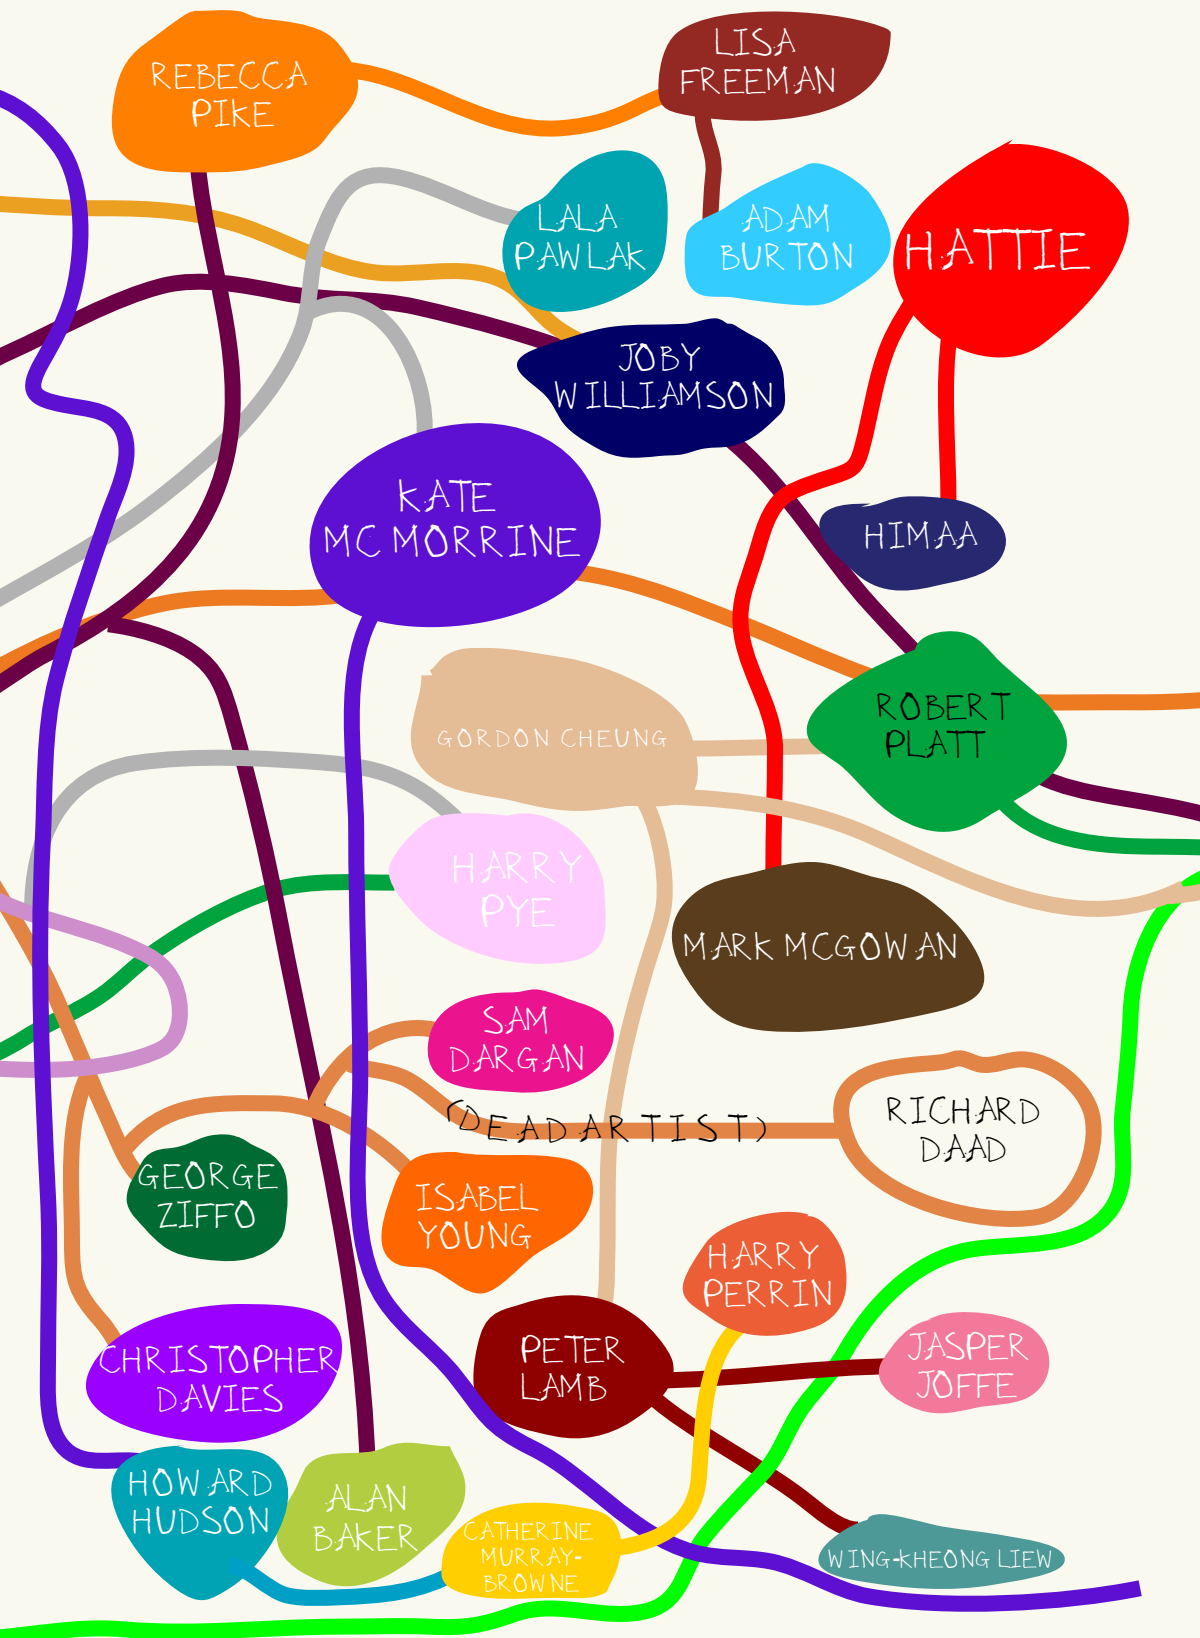 REBECCA
PIKE
LISA
FREEMAN
LALA
PAWLAK
ADAM
BURTON
HATTIE
JOBY
WILLIAMSON
KATE
MC MORRINE
HIMAA
ROBERT
PLATT
GORDON CHEUNG
HARRY
PYE
MARK MCGOWAN
SAM
DARGAN
(DEAD ARTIST)
RICHARD
DAAD
GEORGE
ZIFFO
ISABEL
YOUNG
HARRY
PERRIN
CHRISTOPHER
DAVIES
PETER
LAMB
JASPER
JOFFE
HOWARD
HUDSON
ALAN
BAKER
CATHERINE
MURRAY-
BROWNE
WING-KHEONG LIEW